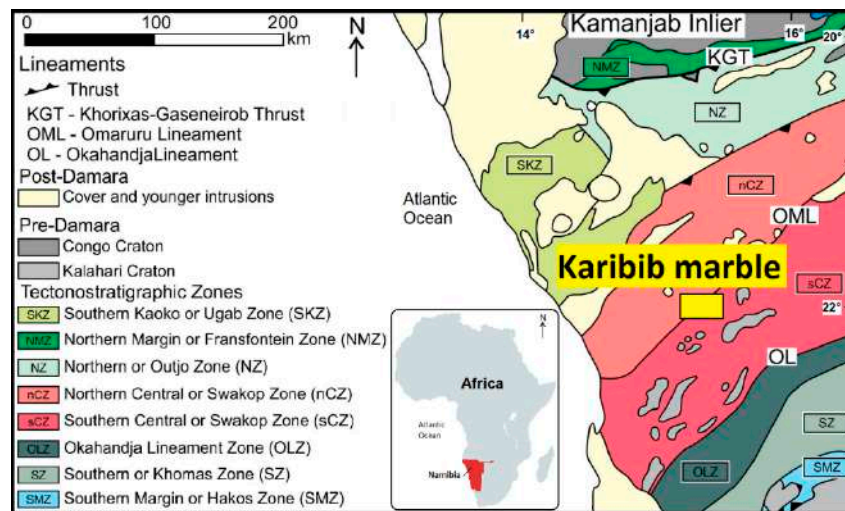 0 100 200
km
N
Lineaments
Thrust
KGT - Khorixas-Gaseneirob Thrust
OML - Omaruru Lineament
OL - OkahandjaLineament
Post-Damara
Cover and younger intrusions
Pre-Damara
Congo Craton
Kalahari Craton
Tectonostratigraphic Zones
SKZ Southern Kaoko or Ugab Zone (SKZ)
NMZ Northern Margin or Fransfontein Zone (NMZ)
NZ Northern or Outjo Zone (NZ)
nCZ Northern Central or Swakop Zone (nCZ)
sCZ Southern Central or Swakop Zone (sCZ)
OLZ Okahandja Lineament Zone (OLZ)
SZ Southern or Khomas Zone (SZ)
SMZ Southern Margin or Hakos Zone (SMZ)
14°
Kamanjab Inlier
16°
20°
NMZ
KGT
NZ
SKZ
Atlantic
Ocean
nCZ
OML
Karibib marble
sCZ
22°
OL
SZ
OLZ
SMZ
N
Africa
Atlantic
Ocean
Namibia